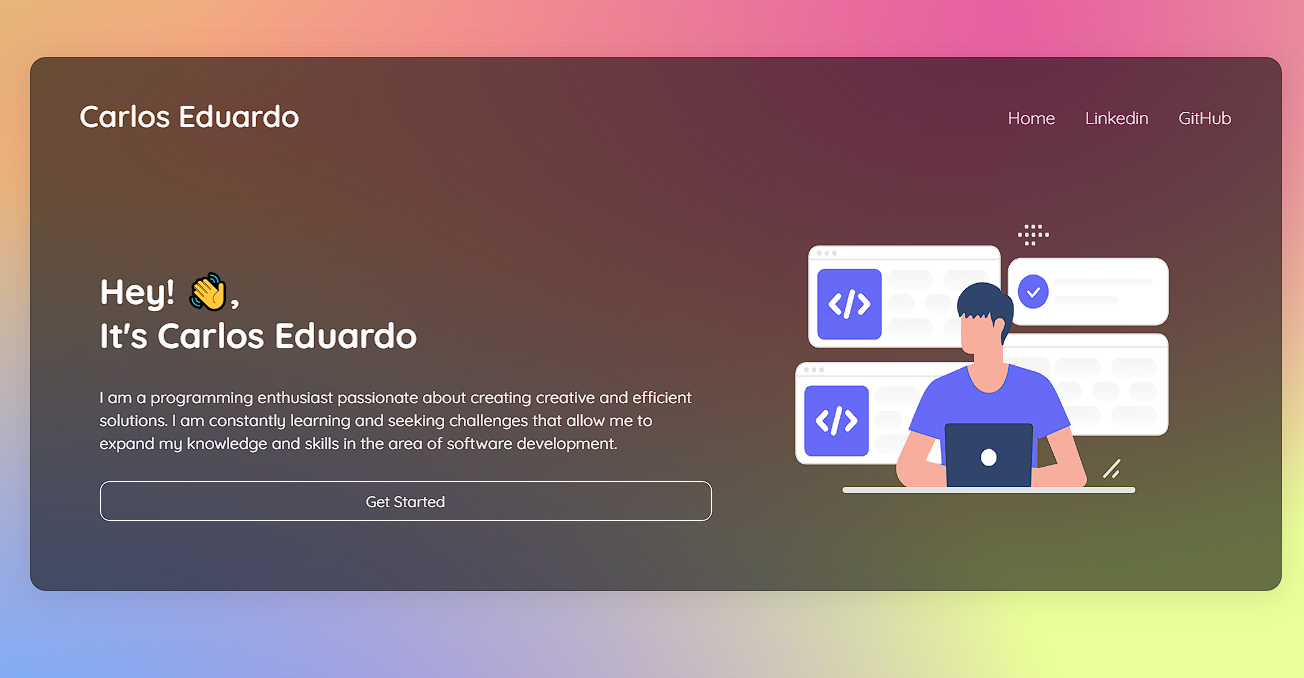 Carlos Eduardo
Home Linkedin GitHub
Hey! 👋,
It's Carlos Eduardo
I am a programming enthusiast passionate about creating creative and efficient
solutions. I am constantly learning and seeking challenges that allow me to
expand my knowledge and skills in the area of software development.
Get Started
</>
</>